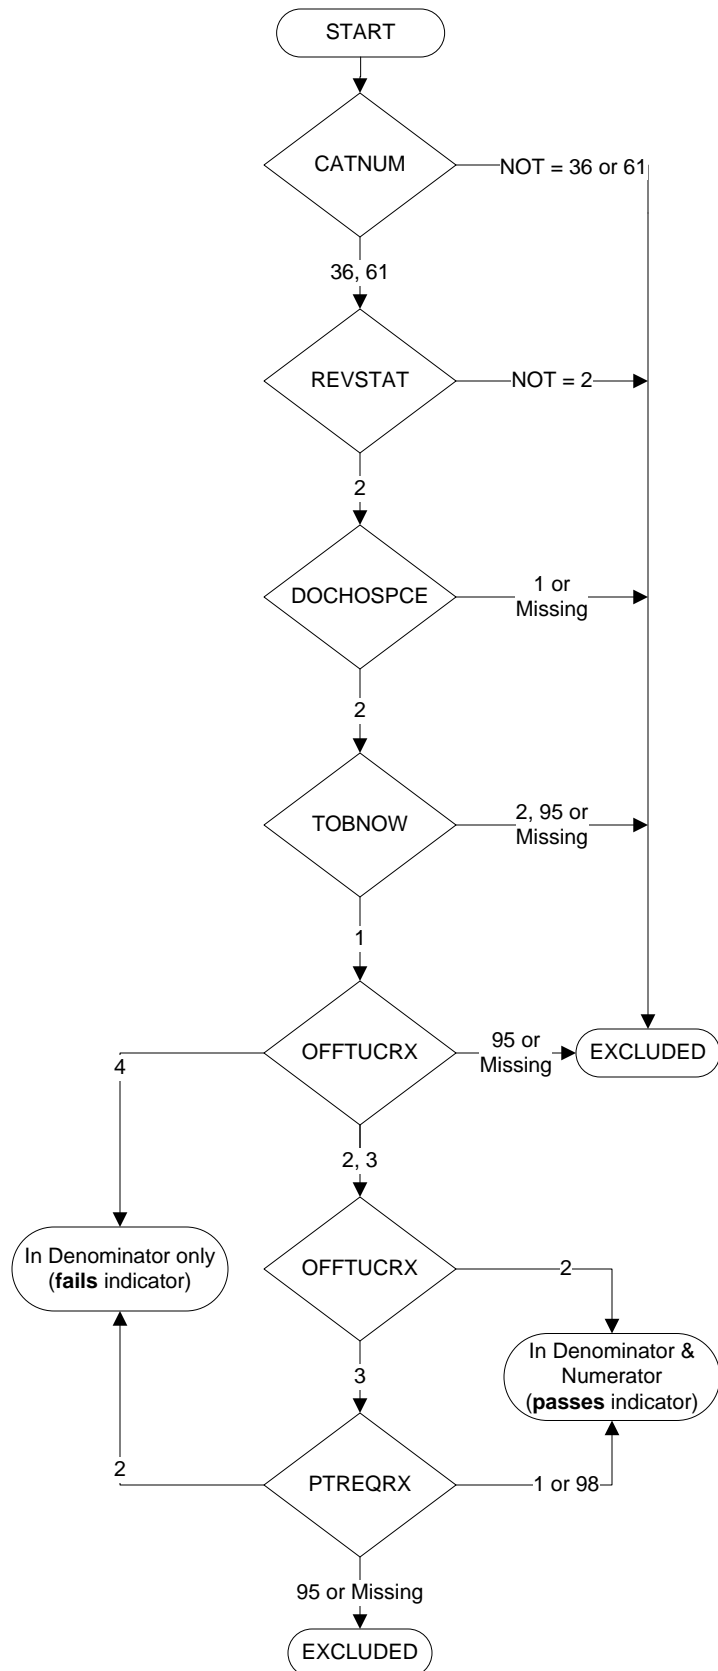 START
CATNUM
NOT = 36 or 61
36, 61
REVSTAT
NOT = 2
2
DOCHOSPCE
1 or
Missing
2
TOBNOW
2, 95 or
Missing
1
OFFTUCRX
95 or
Missing
EXCLUDED
4
2, 3
In Denominator only
(fails indicator)
OFFTUCRX
2
3
In Denominator &
Numerator
(passes indicator)
2
PTREQRX
1 or 98
95 or Missing
EXCLUDED